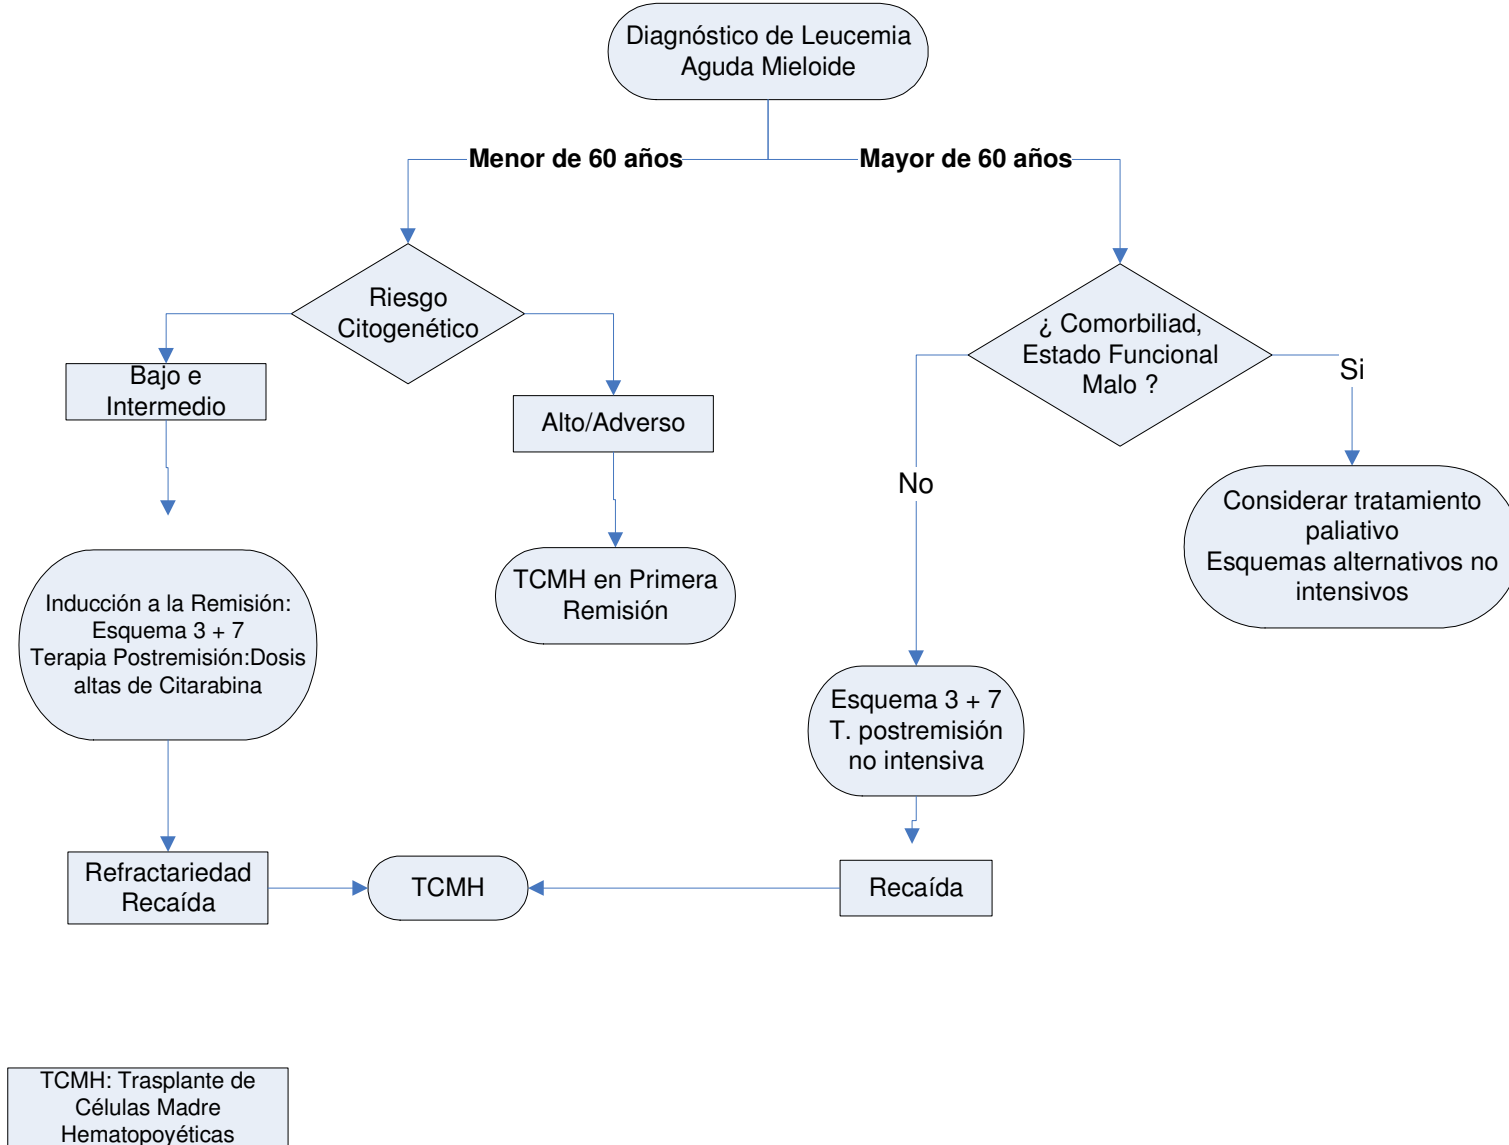 Diagnóstico de Leucemia
Aguda Mieloide
Menor de 60 años
Mayor de 60 años
Riesgo
Citogenético
¿ Comorbiliad,
Estado Funcional
Malo ?
Si
Bajo e
Intermedio
Alto/Adverso
No
Considerar tratamiento
paliativo
Esquemas alternativos no
intensivos
TCMH en Primera
Remisión
Inducción a la Remisión:
Esquema 3 + 7
Terapia Postremisión:Dosis
altas de Citarabina
Esquema 3 + 7
T. postremisión
no intensiva
Refractariedad
Recaída
TCMH
Recaída
TCMH: Trasplante de
Células Madre
Hematopoyéticas